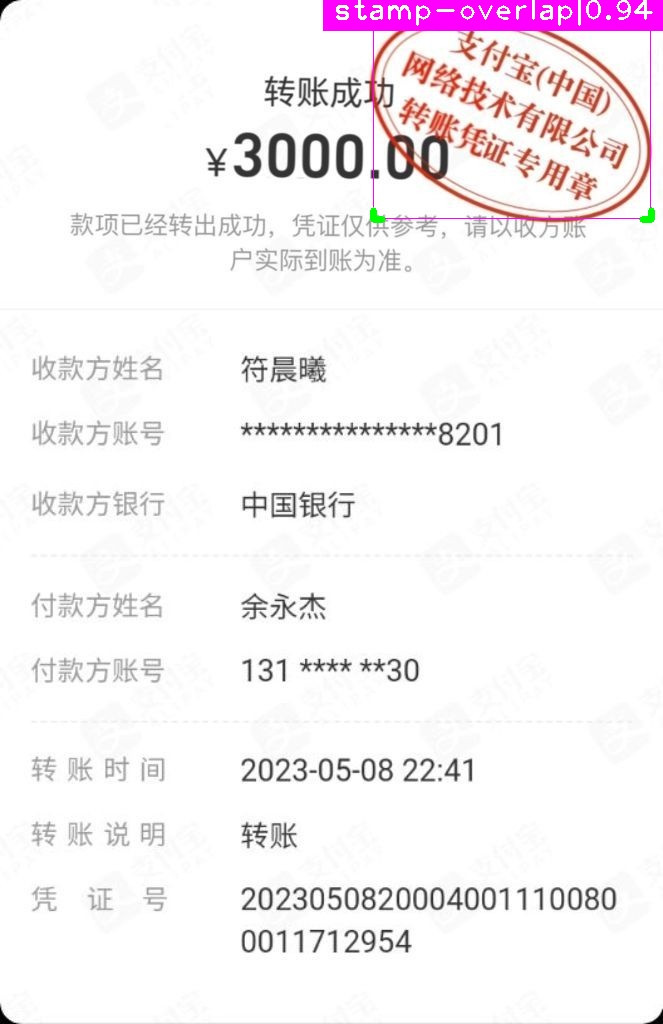 stamp-overlap|0.94
支付宝(中国)
网络技术有限公司
转账凭证专用章
转账成功
¥3000.00
款项已经转出成功，凭证仅供参考，请以收方账
户实际到账为准。
收款方姓名 符晨曦
收款方账号 ***************8201
收款方银行 中国银行
付款方姓名 余永杰
付款方账号 131 **** **30
转账时间 2023-05-08 22:41
转账说明 转账
凭证号 2023050820004001110080
0011712954